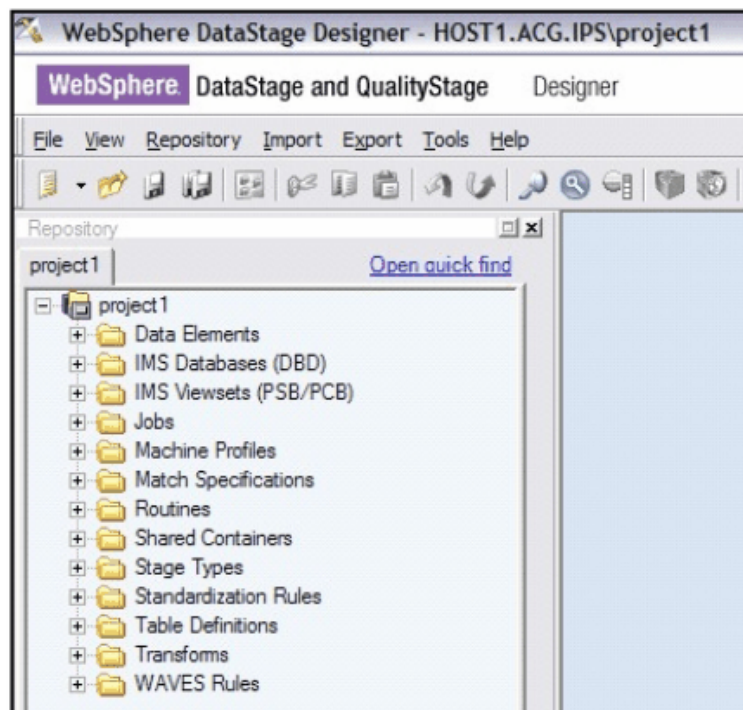 WebSphere DataStage Designer - HOST1.ACG.IPS\project1
WebSphere. DataStage and QualityStage Designer
File View Repository Import Export Tools Help
Repository
project1 Open quick find
project1
Data Elements
IMS Databases (DBD)
IMS Viewsets (PSB/PCB)
Jobs
Machine Profiles
Match Specifications
Routines
Shared Containers
Stage Types
Standardization Rules
Table Definitions
Transforms
WAVES Rules